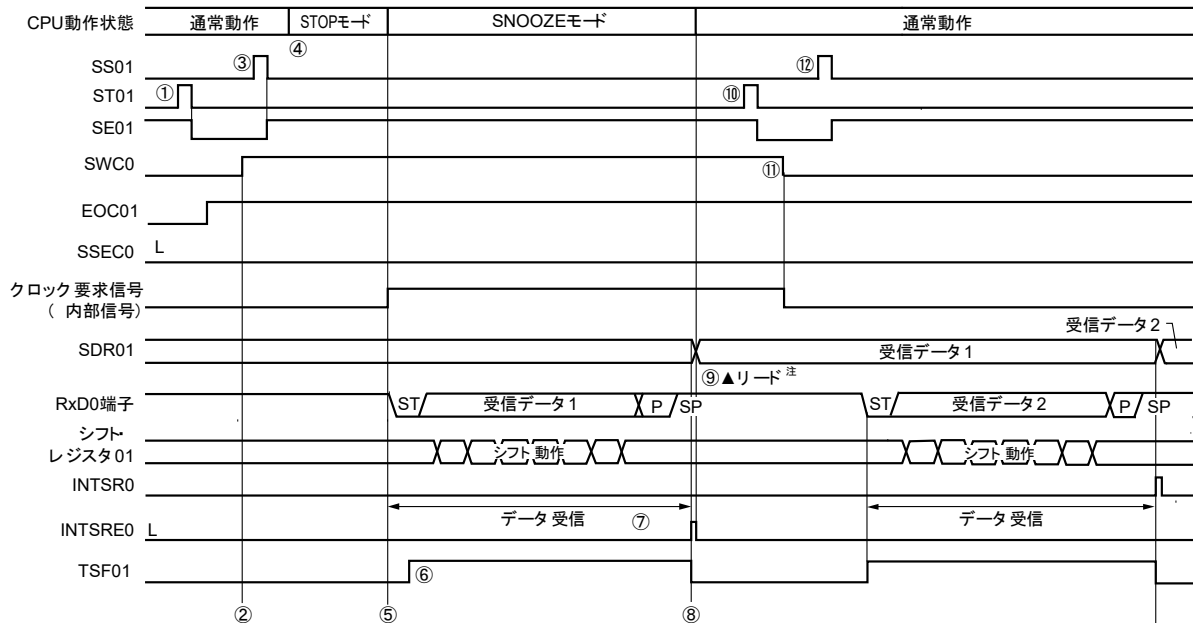 CPU動作状態 通常動作 STOPモード SNOOZEモード 通常動作
④
SS01 ③ ⑫
ST01 ① ⑩
SE01
SWC0 ⑪
EOC01
SSEC0 L
クロック要求信号
(内部信号)
受信データ2
SDR01 受信データ1
⑨▲リード注
RxD0端子 ST 受信データ1 P SP ST 受信データ2 P SP
シフト・
レジスタ01 シフト動作 シフト動作
INTSR0
データ受信 ⑦ データ受信
INTSRE0 L
TSF01 ⑥
② ⑤ ⑧